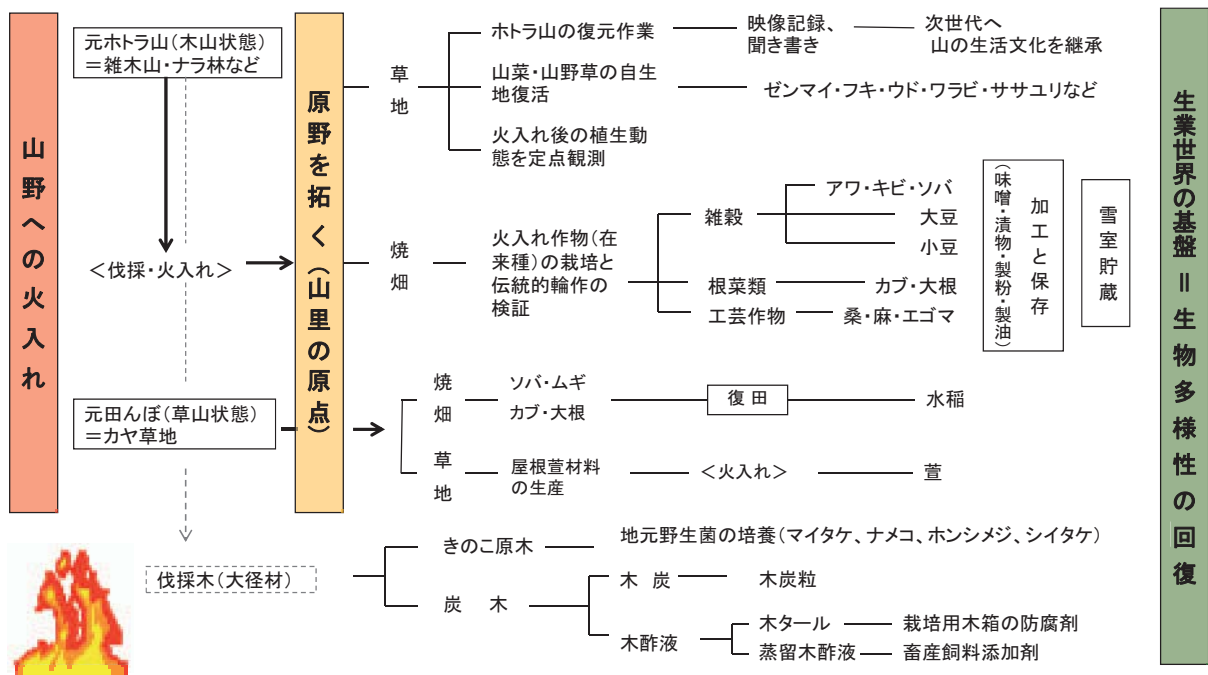 山野への火入れ
元ホトラ山(木山状態)
=雑木山・ナラ林など
<伐採・火入れ>
元田んぼ(草山状態)
=カヤ草地
伐採木(大径材)
原野を拓く(山里の原点)
草地
ホトラ山の復元作業
映像記録、
聞き書き
次世代へ
山の生活文化を継承
山菜・山野草の自生
地復活
ゼンマイ・フキ・ウド・ワラビ・ササユリなど
火入れ後の植生動
態を定点観測
焼畑
火入れ作物(在
来種)の栽培と
伝統的輪作の
検証
雑穀
アワ・キビ・ソバ
大豆
小豆
根菜類
カブ・大根
工芸作物
桑・麻・エゴマ
加工と保存
(味噌・漬物・製粉・製油)
雪室貯蔵
焼畑
ソバ・ムギ
カブ・大根
復田
水稲
草地
屋根萱材料
の生産
<火入れ>
萱
きのこ原木
地元野生菌の培養(マイタケ、ナメコ、ホンシメジ、シイタケ)
炭木
木炭
木炭粒
木酢液
木タール
栽培用木箱の防腐剤
蒸留木酢液
畜産飼料添加剤
生業世界の基盤=生物多様性の回復